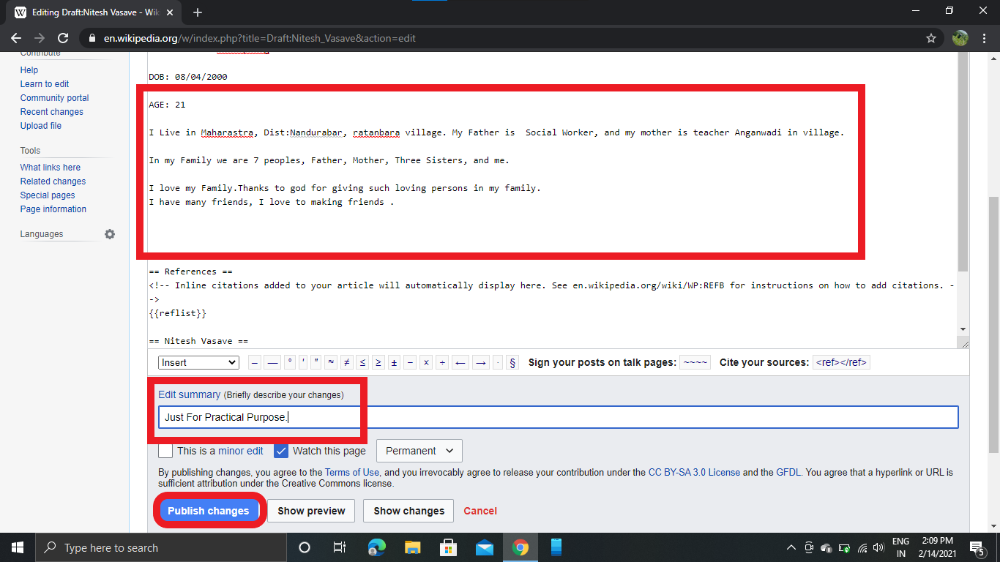 Editing Draft:Nitesh Vasave - Wik
en.wikipedia.org/w/index.php?title=Draft:Nitesh_Vasave&action=edit
Contribute
Help
Learn to edit
Community portal
Recent changes
Upload file
Tools
What links here
Related changes
Special pages
Page information
Languages
DOB: 08/04/2000
AGE: 21
I Live in Maharastra, Dist:Nandurabar, ratanbara village. My Father is  Social Worker, and my mother is teacher Anganwadi in village.
In my Family we are 7 peoples, Father, Mother, Three Sisters, and me.
I love my Family.Thanks to god for giving such loving persons in my family.
I have many friends, I love to making friends .
== References ==
<!-- Inline citations added to your article will automatically display here. See en.wikipedia.org/wiki/WP:REFB for instructions on how to add citations. -
->
{{reflist}}
== Nitesh Vasave ==
Insert – — ° ′ ″ ≈ ≠ ≤ ≥ ± − × ÷ ← → · § Sign your posts on talk pages: ~~~~ Cite your sources: <ref></ref>
Edit summary (Briefly describe your changes)
Just For Practical Purpose.
This is a minor edit Watch this page Permanent
By publishing changes, you agree to the Terms of Use, and you irrevocably agree to release your contribution under the CC BY-SA 3.0 License and the GFDL. You agree that a hyperlink or URL is
sufficient attribution under the Creative Commons license.
Publish changes Show preview Show changes Cancel
Type here to search
ENG
IN
2:09 PM
2/14/2021
5